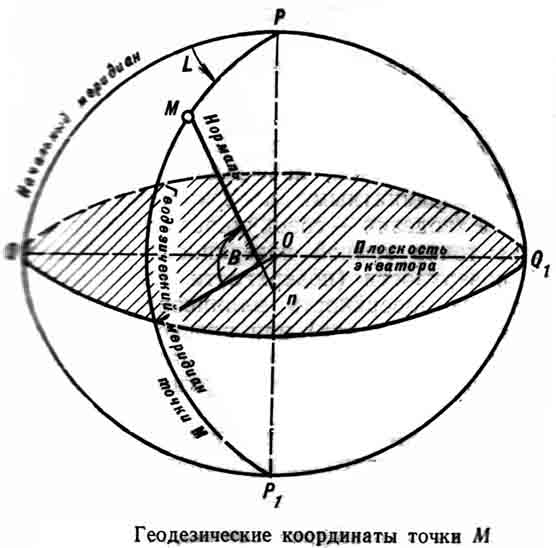 P
Начальный меридиан
L
M
Нормаль
Геодезический меридиан
точки М
B
O
Плоскость
экватора
Q1
n
P1
Геодезические координаты точки М